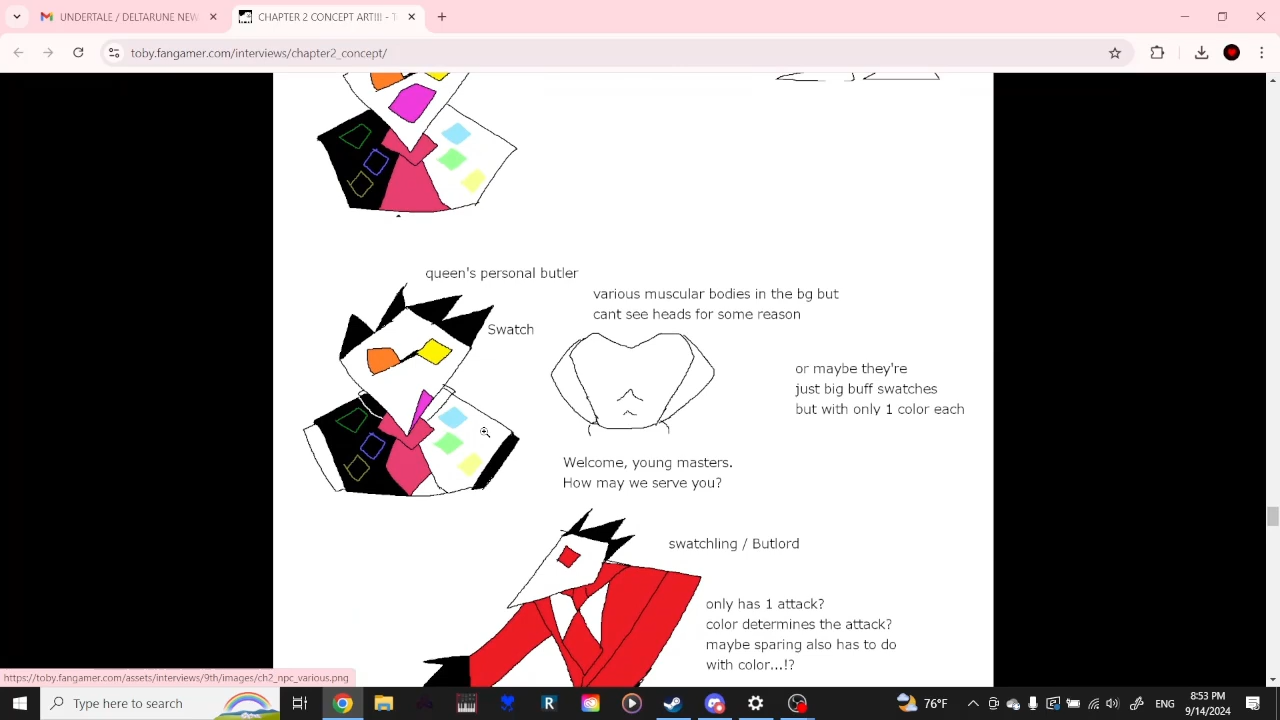 UNDERTALE / DELTARUNE NEW
CHAPTER 2 CONCEPT ART!!! - T
toby.fangamer.com/interviews/chapter2_concept/
queen's personal butler
various muscular bodies in the bg but
cant see heads for some reason
Swatch
or maybe they're
just big buff swatches
but with only 1 color each
Welcome, young masters.
How may we serve you?
swatchling / Butlord
only has 1 attack?
color determines the attack?
maybe sparing also has to do
with color...!?
https://toby.fangamer.com/assets/interviews/9th/images/ch2_npc_various.png
Type here to search
76°F
ENG
8:53 PM
9/14/2024